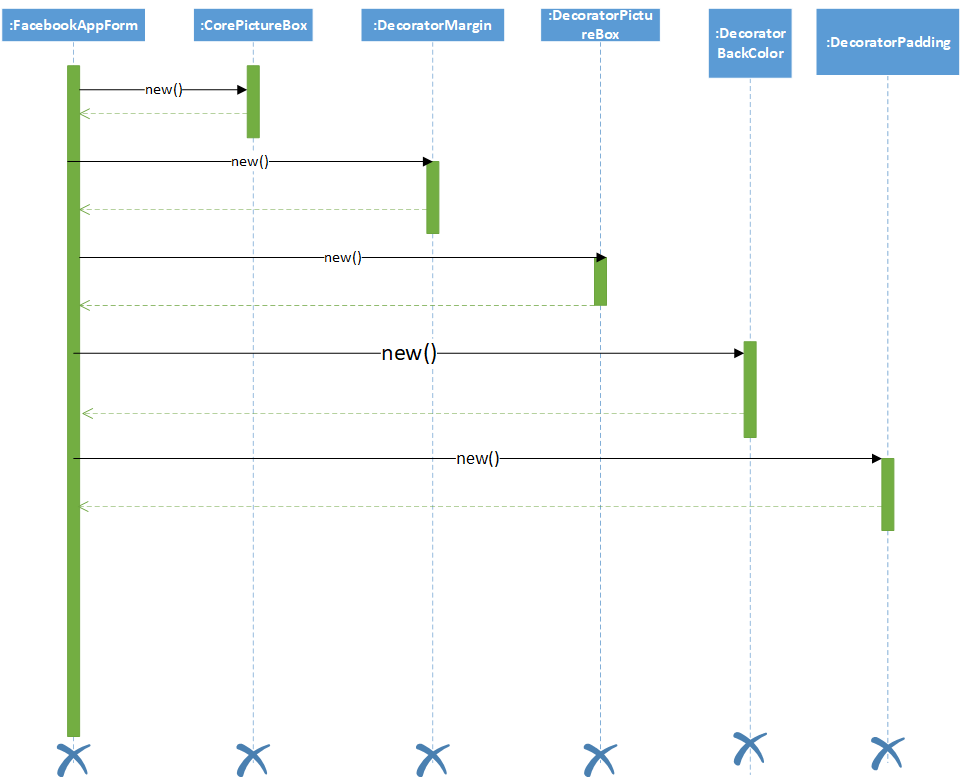 :FacebookAppForm
:CorePictureBox
:DecoratorMargin
:DecoratorPictu
reBox
:Decorator
BackColor
:DecoratorPadding
new()
new()
new()
new()
new()